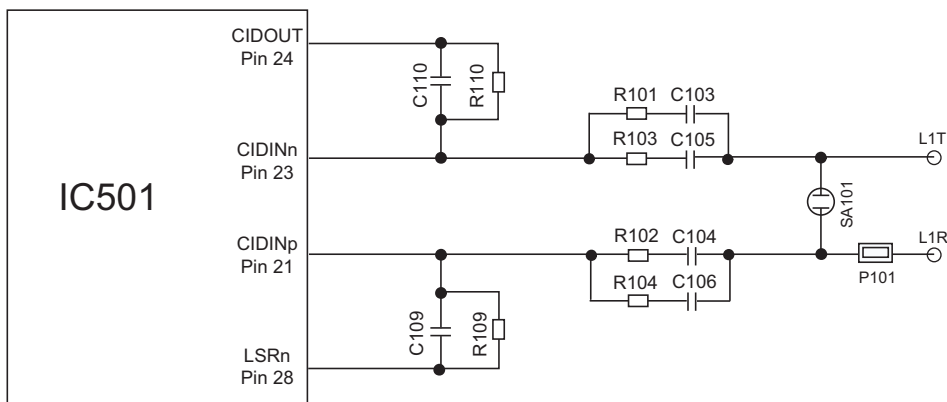 CIDOUT
Pin 24
C110
R110
R101
C103
R103
C105
L1T
CIDINn
Pin 23
IC501
SA101
CIDINp
Pin 21
R102
C104
L1R
R104
C106
P101
C109
R109
LSRn
Pin 28